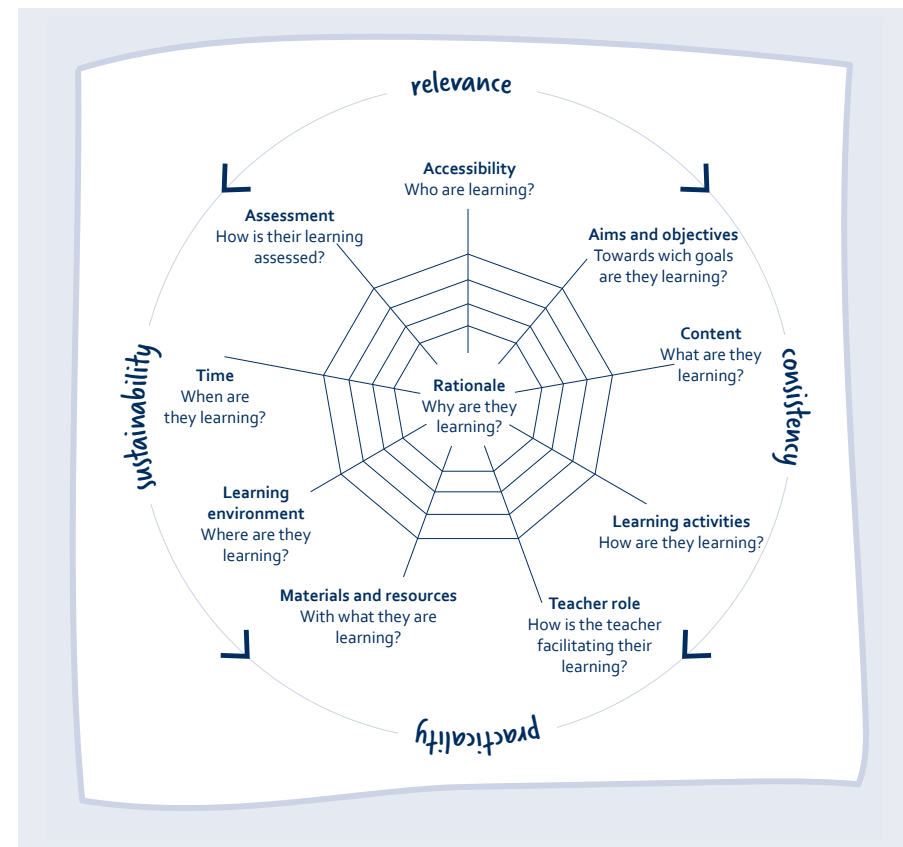 relevance
Accessibility
Who are learning?
Assessment
How is their learning
assessed?
Aims and objectives
Towards wich goals
are they learning?
Content
What are they
learning?
consistency
sustainability
Time
When are
they learning?
Rationale
Why are they
learning?
Learning
environment
Where are they
learning?
Learning activities
How are they learning?
Materials and resources
With what they are
learning?
Teacher role
How is the teacher
facilitating their
learning?
practicality